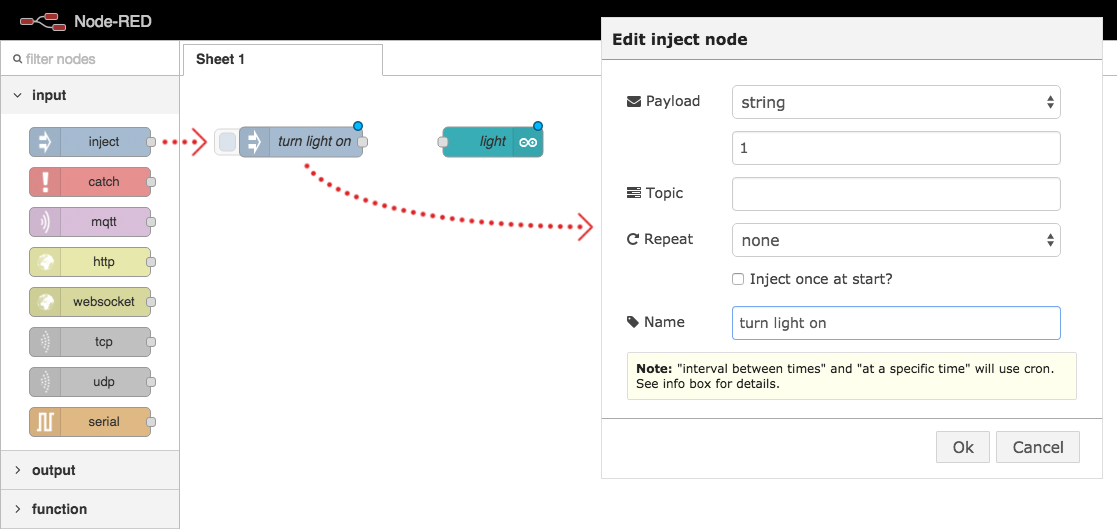 Node-RED
filter nodes
Sheet 1
input
inject
catch
mqtt
http
websocket
tcp
udp
serial
output
function
turn light on
light
Edit inject node
Payload
string
1
Topic
Repeat
none
Inject once at start?
Name
turn light on
Note: "interval between times" and "at a specific time" will use cron.
See info box for details.
Ok
Cancel